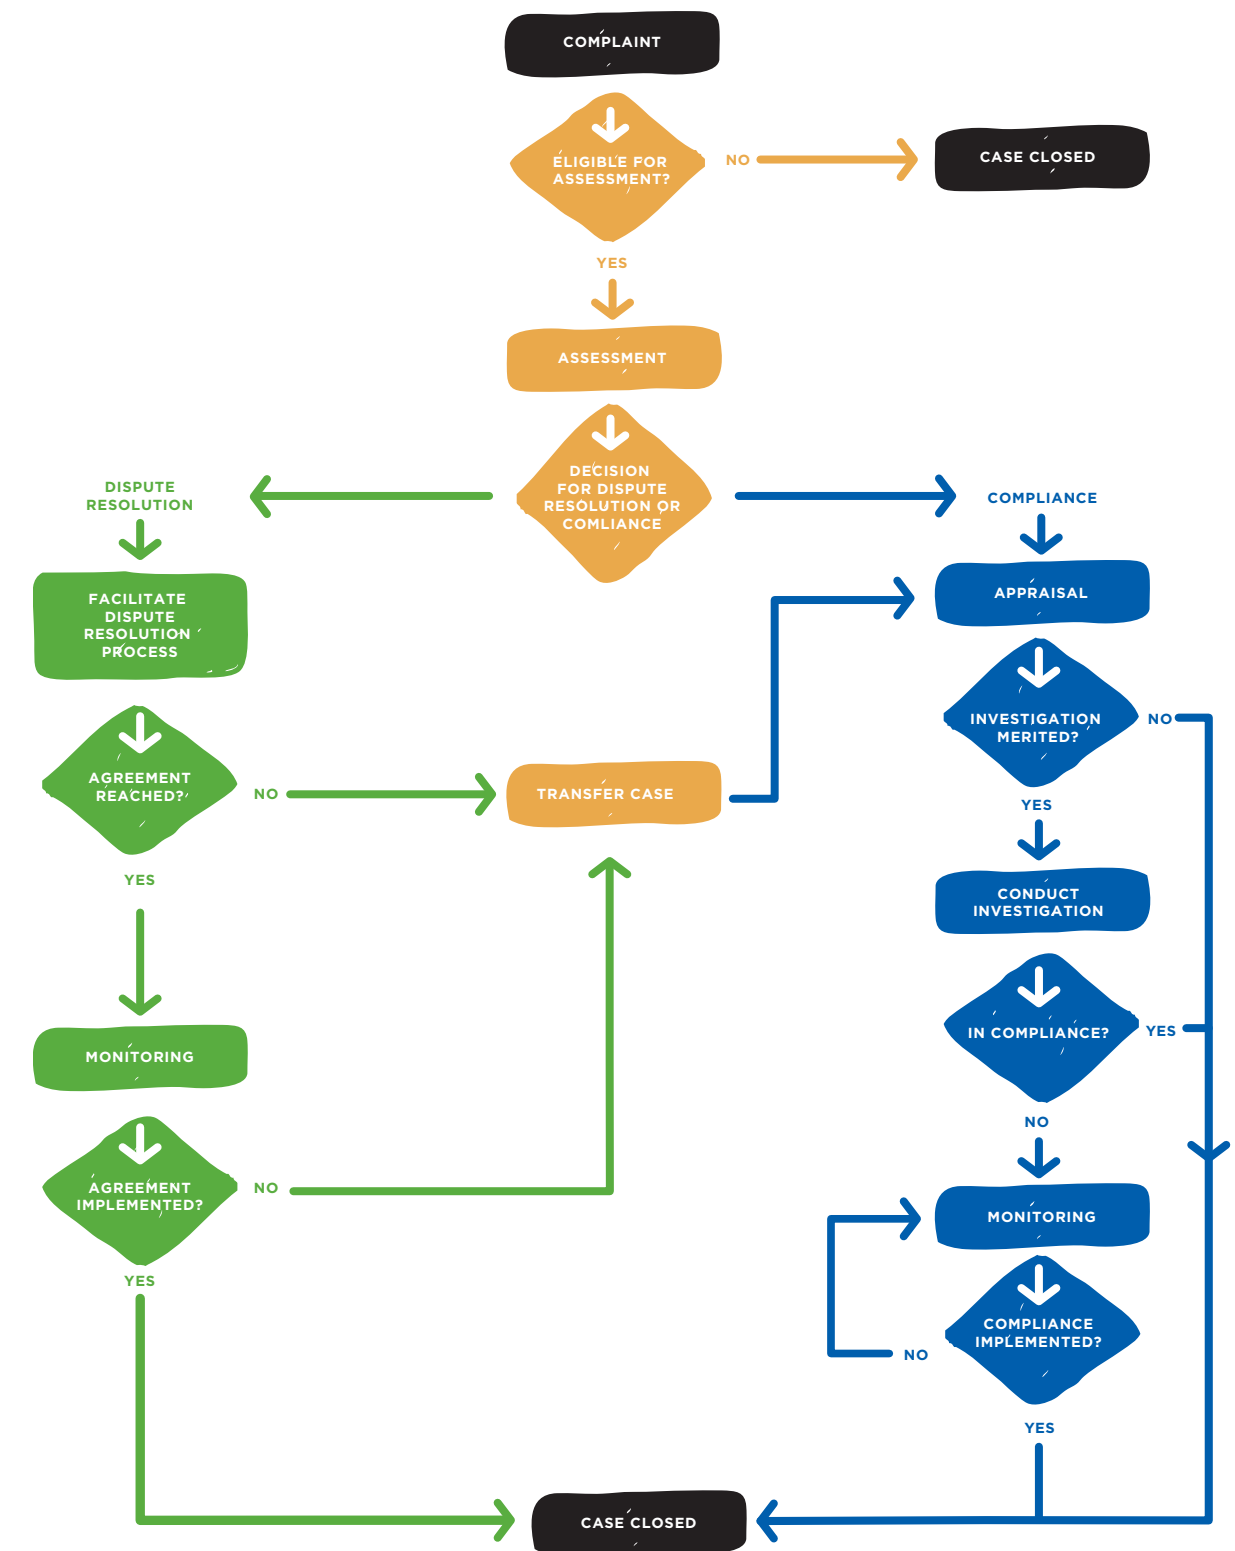 COMPLAINT
ELIGIBLE FOR
ASSESSMENT?
NO
CASE CLOSED
YES
ASSESSMENT
DECISION
FOR DISPUTE
RESOLUTION OR
COMLIANCE
DISPUTE
RESOLUTION
COMPLIANCE
FACILITATE
DISPUTE
RESOLUTION
PROCESS
APPRAISAL
AGREEMENT
REACHED?
NO
TRANSFER CASE
INVESTIGATION
MERITED?
NO
YES
YES
CONDUCT
INVESTIGATION
IN COMPLIANCE?
YES
MONITORING
NO
AGREEMENT
IMPLEMENTED?
NO
MONITORING
YES
COMPLIANCE
IMPLEMENTED?
NO
YES
CASE CLOSED